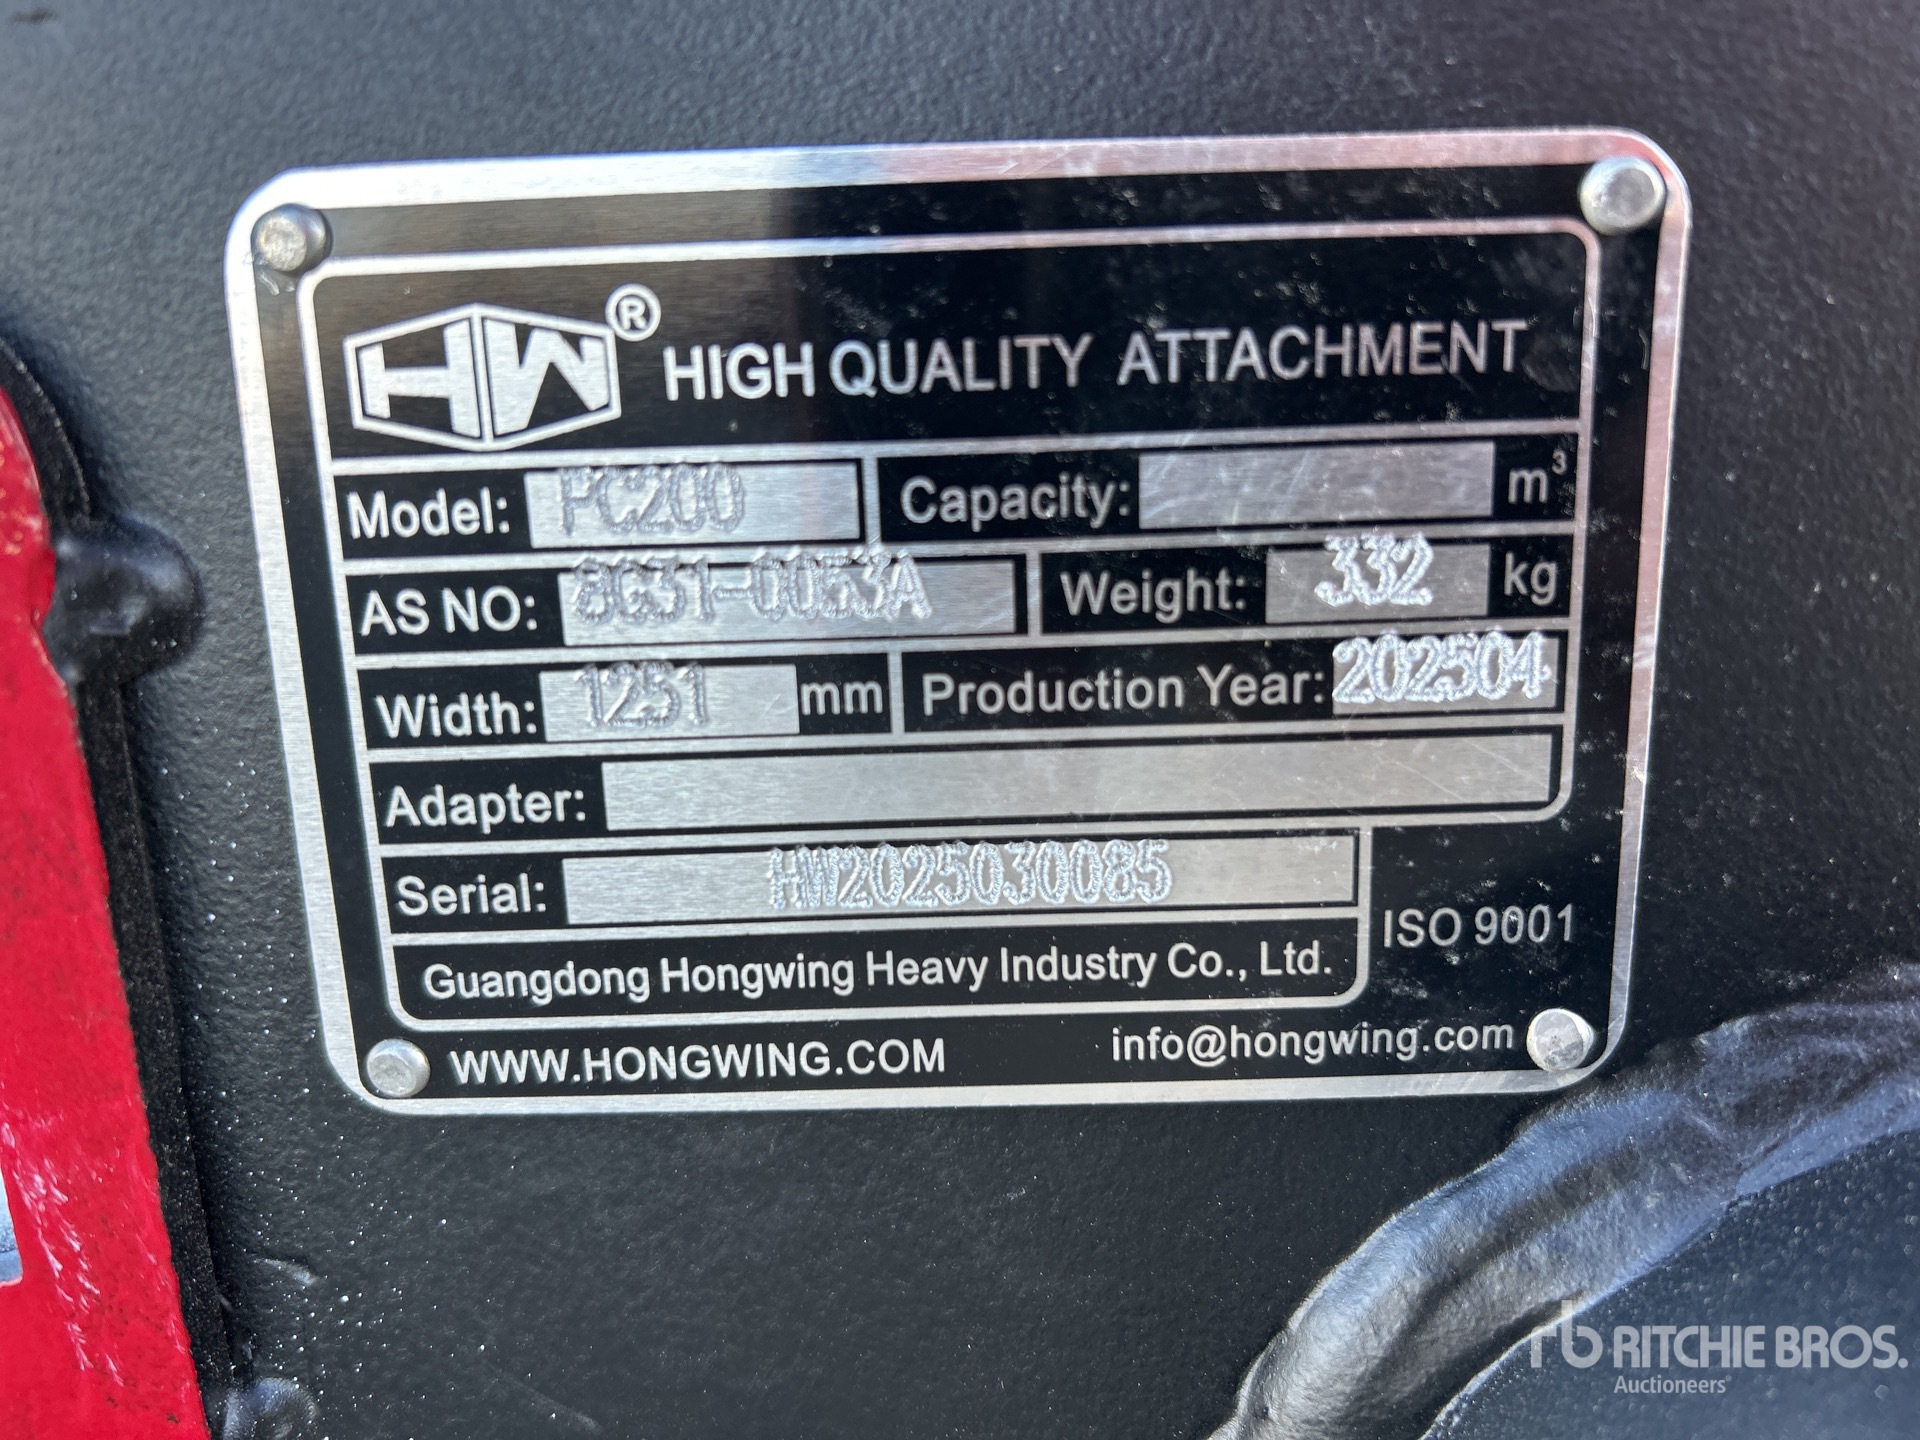 HW® HIGH QUALITY ATTACHMENT
Model: PC200 Capacity: m³
AS NO: 8G31-0053A Weight: 332 kg
Width: 1251 mm Production Year: 202504
Adapter:
Serial: HW2025030085
Guangdong Hongwing Heavy Industry Co., Ltd.
ISO 9001
WWW.HONGWING.COM info@hongwing.com
rb RITCHIE BROS.
Auctioneers